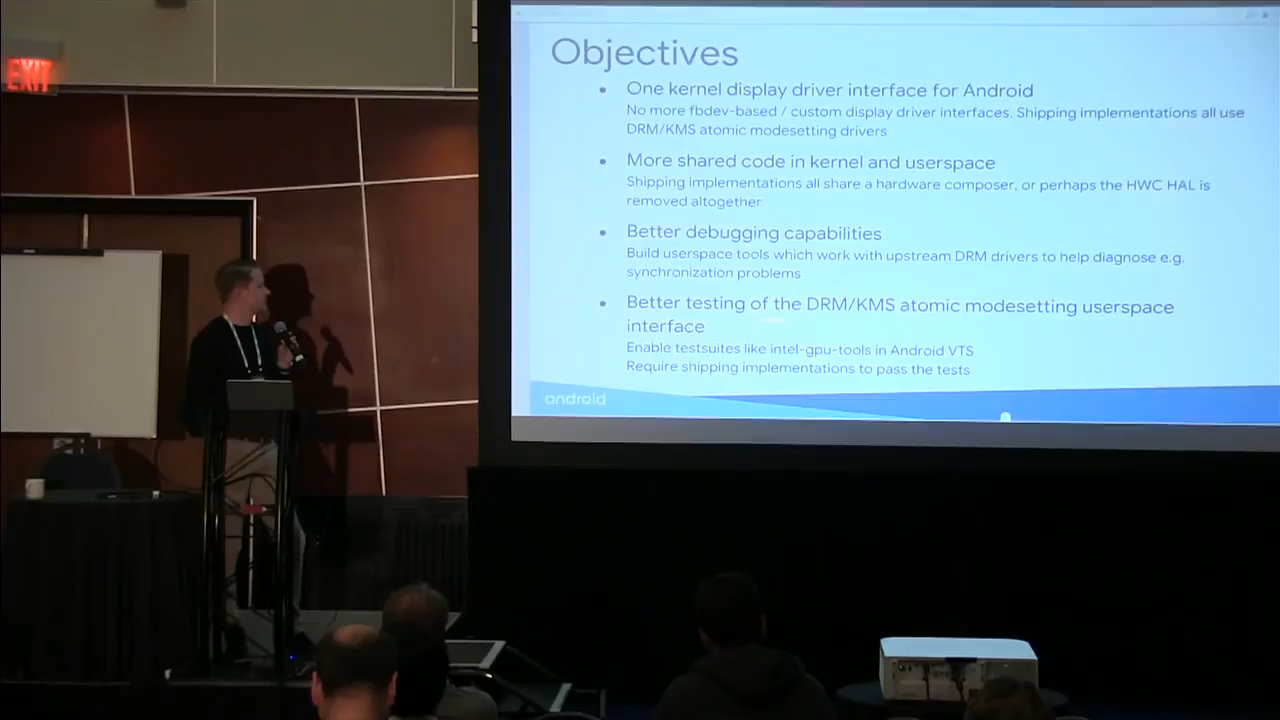 EXIT
Objectives
• One kernel display driver interface for Android
No more fbdev-based / custom display driver interfaces. Shipping implementations all use
DRM/KMS atomic modesetting drivers
• More shared code in kernel and userspace
Shipping implementations all share a hardware composer, or perhaps the HWC HAL is
removed altogether
• Better debugging capabilities
Build userspace tools which work with upstream DRM drivers to help diagnose e.g.
synchronization problems
• Better testing of the DRM/KMS atomic modesetting userspace
interface
Enable testsuites like intel-gpu-tools in Android VTS
Require shipping implementations to pass the tests
android